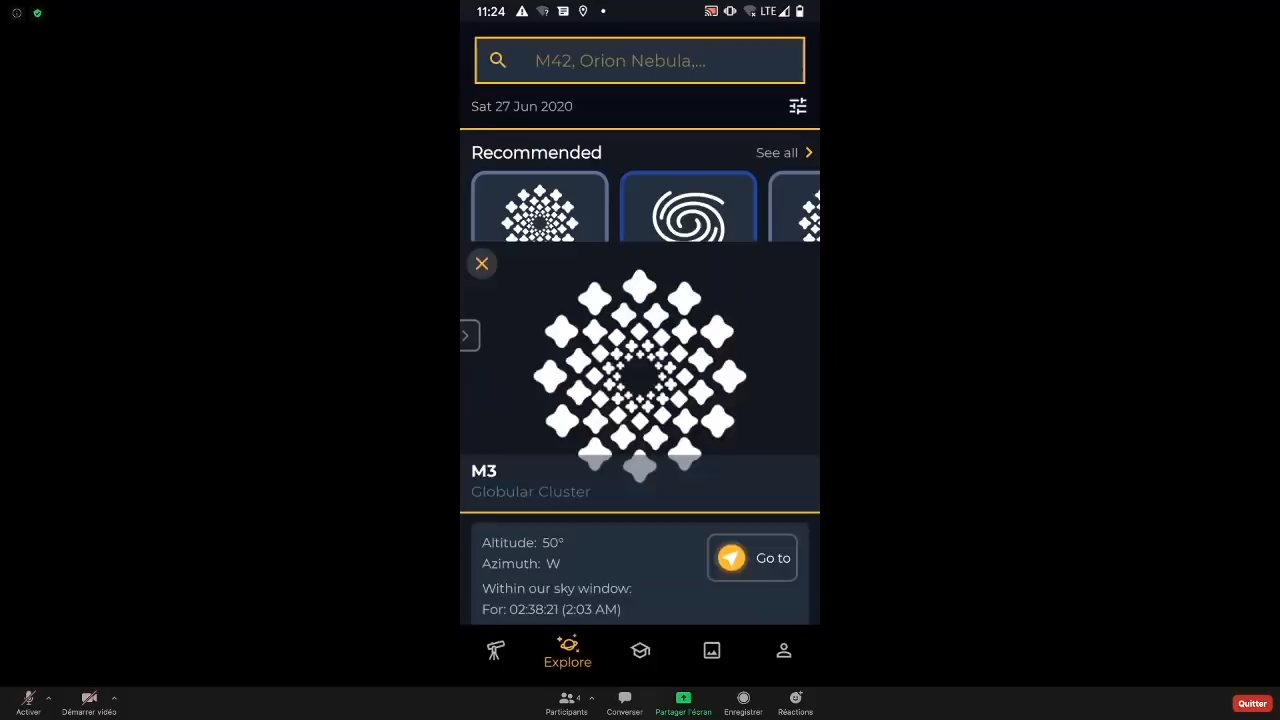 11:24
LTE
M42, Orion Nebula,...
Sat 27 Jun 2020
Recommended
See all
M3
Globular Cluster
Altitude: 50°
Azimuth: W
Go to
Within our sky window:
For: 02:38:21 (2:03 AM)
Explore
4
Activer
Démarrer vidéo
Participants
Converser
Partager l'écran
Enregistrer
Réactions
Quitter